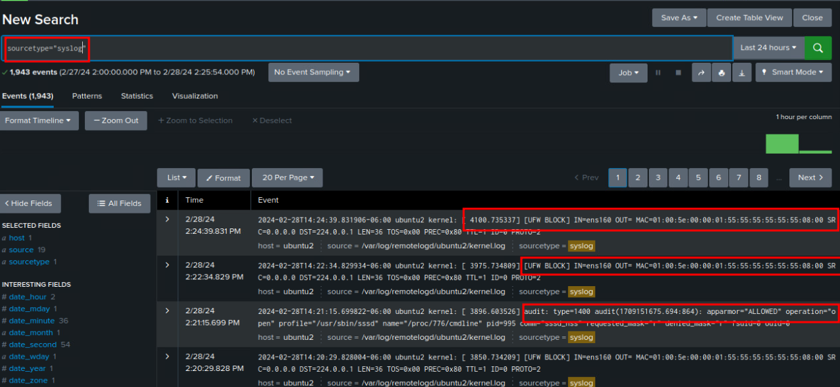 New Search
Save As
Create Table View
Close
sourcetype="syslog"
Last 24 hours
1,943 events (2/27/24 2:00:00.000 PM to 2/28/24 2:25:54.000 PM)
No Event Sampling
Job
Smart Mode
Events (1,943)
Patterns
Statistics
Visualization
Format Timeline
— Zoom Out
+ Zoom to Selection
× Deselect
1 hour per column
List
Format
20 Per Page
< Prev
1
2
3
4
5
6
7
8
...
Next >
< Hide Fields
All Fields
i
Time
Event
SELECTED FIELDS
a host 1
a source 19
a sourcetype 1
INTERESTING FIELDS
# date_hour 2
# date_mday 1
# date_minute 36
a date_month 1
# date_second 54
a date_wday 1
# date_year 1
a date_zone 1
2/28/24
2:24:39.831 PM
2024-02-28T14:24:39.831906-06:00 ubuntu2 kernel: [ 4100.735337] [UFW BLOCK] IN=ens160 OUT= MAC=01:00:5e:00:00:01:55:55:55:55:55:55:08:00 SR
C=0.0.0.0 DST=224.0.0.1 LEN=36 TOS=0x00 PREC=0x80 TTL=1 ID=0 PROTO=2
host = ubuntu2 source = /var/log/remotelogd/ubuntu2/kernel.log sourcetype = syslog
2/28/24
2:22:34.829 PM
2024-02-28T14:22:34.829934-06:00 ubuntu2 kernel: [ 3975.734809] [UFW BLOCK] IN=ens160 OUT= MAC=01:00:5e:00:00:01:55:55:55:55:55:55:08:00 SR
C=0.0.0.0 DST=224.0.0.1 LEN=36 TOS=0x00 PREC=0x80 TTL=1 ID=0 PROTO=2
host = ubuntu2 source = /var/log/remotelogd/ubuntu2/kernel.log sourcetype = syslog
2/28/24
2:21:15.699 PM
2024-02-28T14:21:15.699822-06:00 ubuntu2 kernel: [ 3896.603526] audit: type=1400 audit(1709151675.694:864): apparmor="ALLOWED" operation="o
pen" profile="/usr/sbin/sssd" name="/proc/776/cmdline" pid=995 comm="sssd_nss" requested_mask="r" denied_mask="r" fsuid=0 ouid=0
host = ubuntu2 source = /var/log/remotelogd/ubuntu2/kernel.log sourcetype = syslog
2/28/24
2:20:29.828 PM
2024-02-28T14:20:29.828004-06:00 ubuntu2 kernel: [ 3850.734209] [UFW BLOCK] IN=ens160 OUT= MAC=01:00:5e:00:00:01:55:55:55:55:55:55:08:00 SR
C=0.0.0.0 DST=224.0.0.1 LEN=36 TOS=0x00 PREC=0x80 TTL=1 ID=0 PROTO=2
host = ubuntu2 source = /var/log/remotelogd/ubuntu2/kernel.log sourcetype = syslog